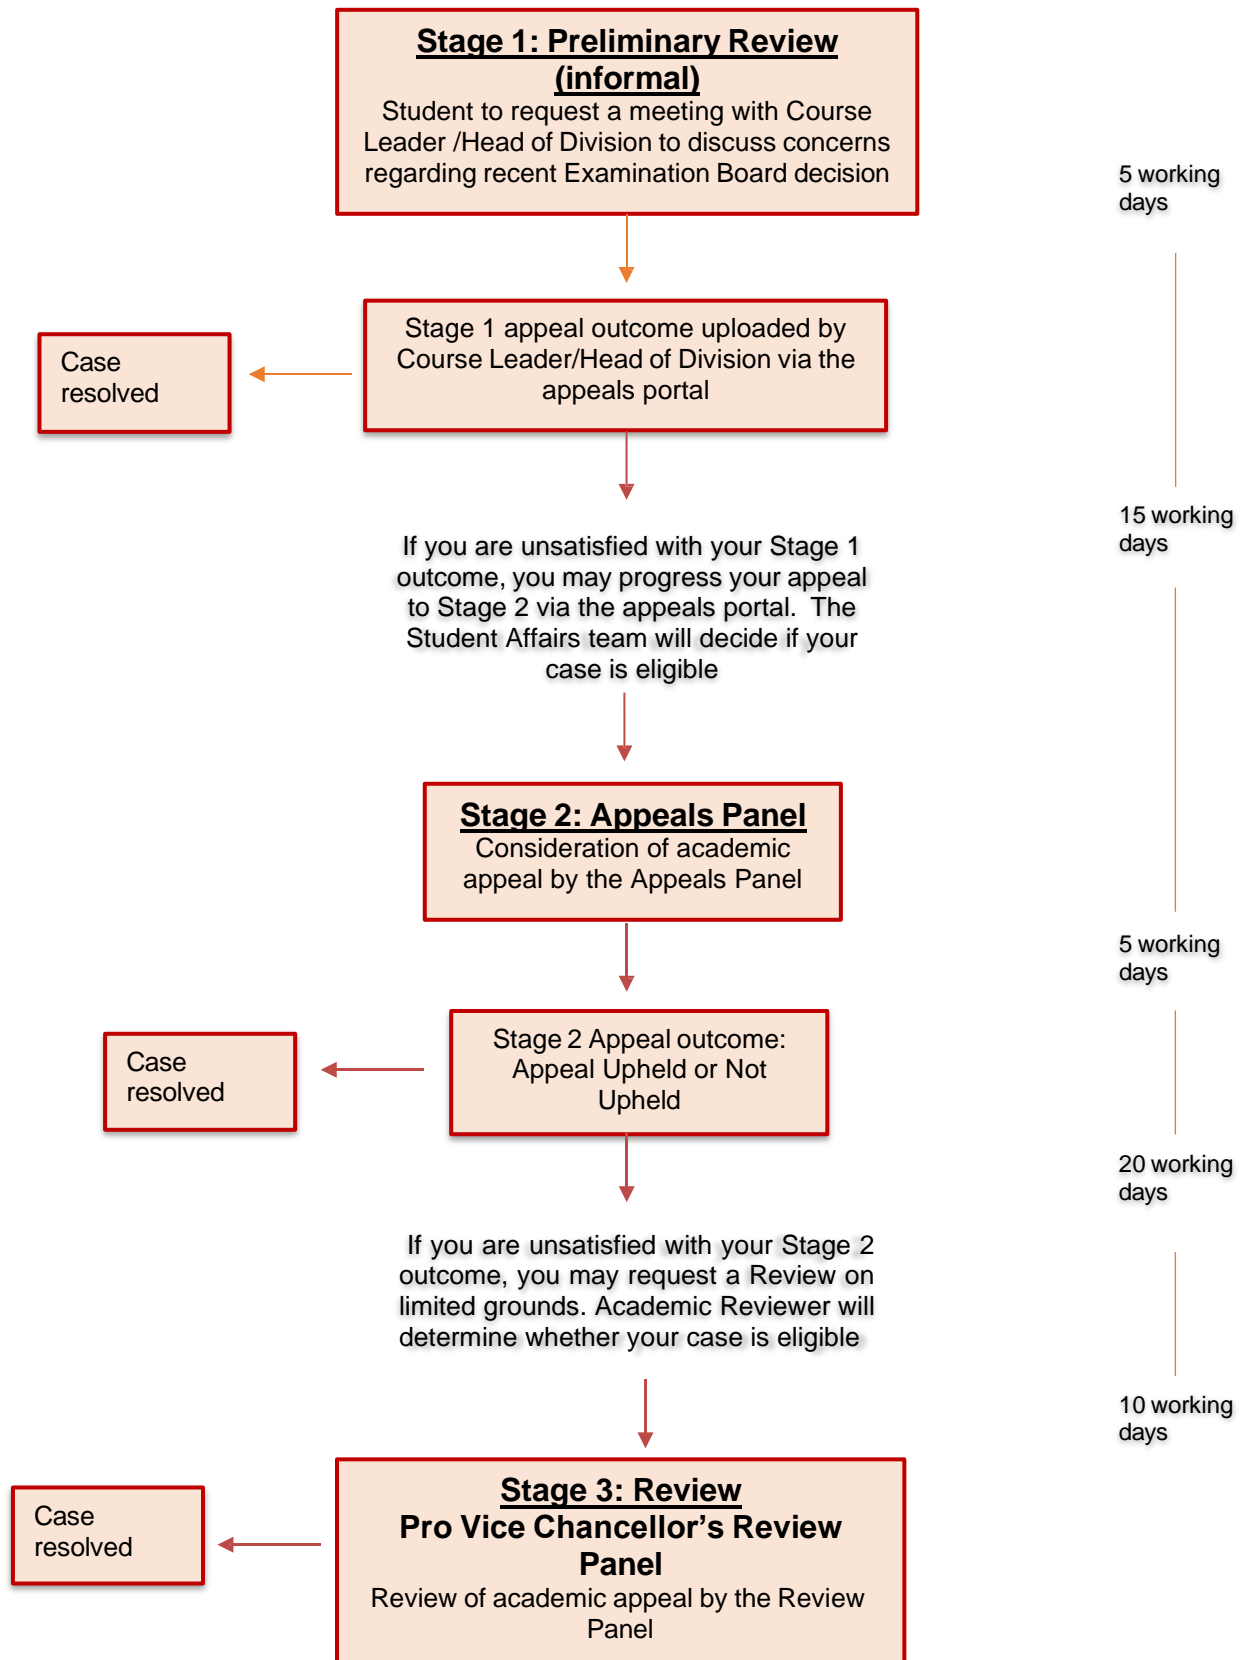 Stage 1: Preliminary Review
(informal)
Student to request a meeting with Course
Leader /Head of Division to discuss concerns
regarding recent Examination Board decision
5 working
days
Stage 1 appeal outcome uploaded by
Course Leader/Head of Division via the
appeals portal
Case
resolved
15 working
days
If you are unsatisfied with your Stage 1
outcome, you may progress your appeal
to Stage 2 via the appeals portal.  The
Student Affairs team will decide if your
case is eligible
Stage 2: Appeals Panel
Consideration of academic
appeal by the Appeals Panel
5 working
days
Stage 2 Appeal outcome:
Appeal Upheld or Not
Upheld
Case
resolved
20 working
days
If you are unsatisfied with your Stage 2
outcome, you may request a Review on
limited grounds. Academic Reviewer will
determine whether your case is eligible
10 working
days
Stage 3: Review
Pro Vice Chancellor’s Review
Panel
Review of academic appeal by the Review
Panel
Case
resolved